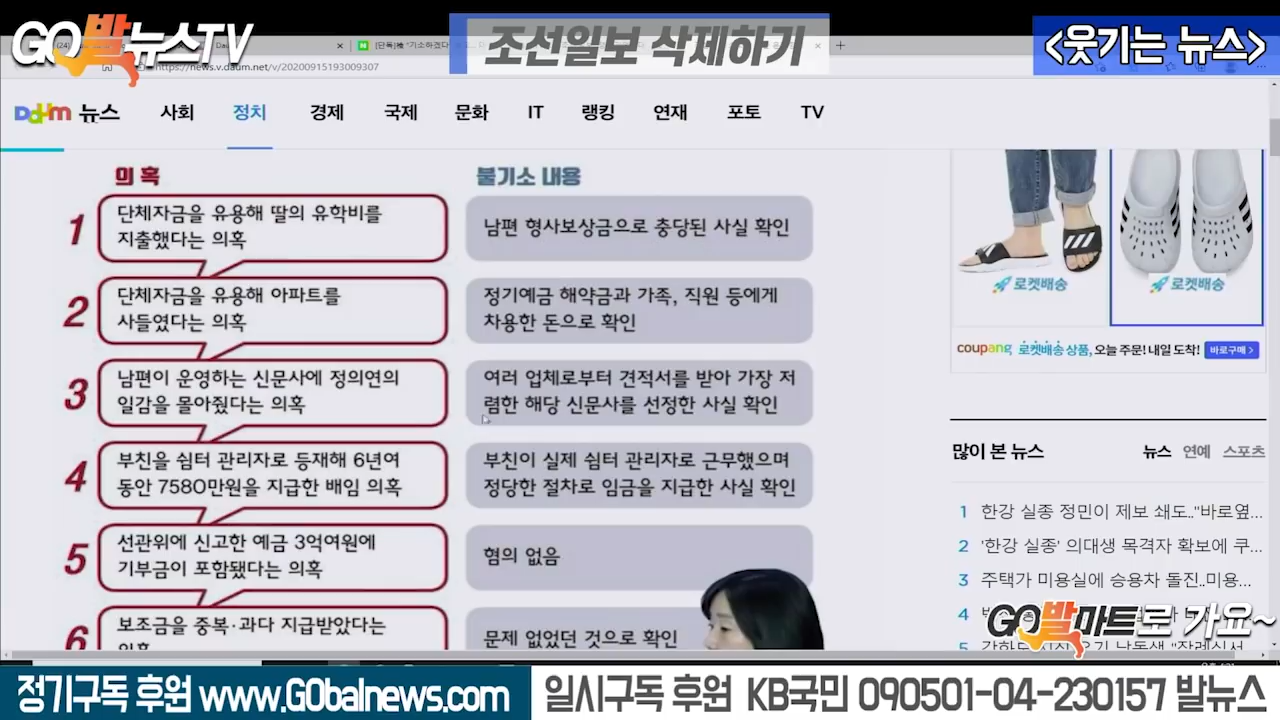 GO발뉴스TV
조선일보 삭제하기
<웃기는 뉴스>
https://news.v.daum.net/v/20200915193009307
Daum 뉴스 사회 정치 경제 국제 문화 IT 랭킹 연재 포토 TV
의 혹
불기소 내용
1
단체자금을 유용해 딸의 유학비를
지출했다는 의혹
남편 형사보상금으로 충당된 사실 확인
2
단체자금을 유용해 아파트를
사들였다는 의혹
정기예금 해약금과 가족, 직원 등에게
차용한 돈으로 확인
3
남편이 운영하는 신문사에 정의연의
일감을 몰아줬다는 의혹
여러 업체로부터 견적서를 받아 가장 저
렴한 해당 신문사를 선정한 사실 확인
4
부친을 쉼터 관리자로 등재해 6년여
동안 7580만원을 지급한 배임 의혹
부친이 실제 쉼터 관리자로 근무했으며
정당한 절차로 임금을 지급한 사실 확인
5
선관위에 신고한 예금 3억여원에
기부금이 포함됐다는 의혹
혐의 없음
6
보조금을 중복·과다 지급받았다는
문제 없었던 것으로 확인
로켓배송
로켓배송
coupang 로켓배송 상품, 오늘 주문! 내일 도착! 바로구매 >
많이 본 뉴스
뉴스 연예 스포츠
1 한강 실종 정민이 제보 쇄도.."바로옆...
2 '한강 실종' 의대생 목격자 확보에 쿠...
3 주택가 미용실에 승용차 돌진..미용...
4
GO발마트로 가요~
5
정기구독 후원 www.GObalnews.com
일시구독 후원 KB국민 090501-04-230157 발뉴스